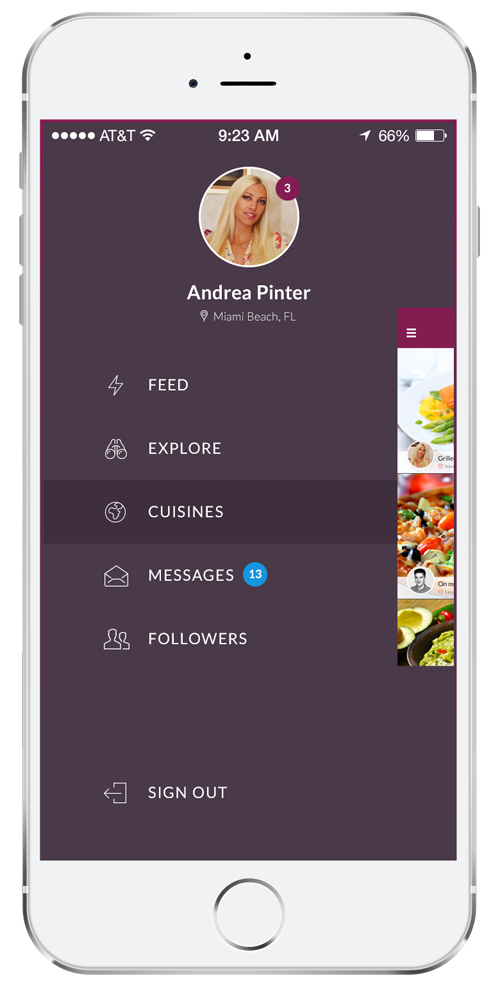 AT&T 9:23 AM 66%
3
Andrea Pinter
Miami Beach, FL
FEED
EXPLORE
Grille
CUISINES
MESSAGES 13
On m
FOLLOWERS
SIGN OUT